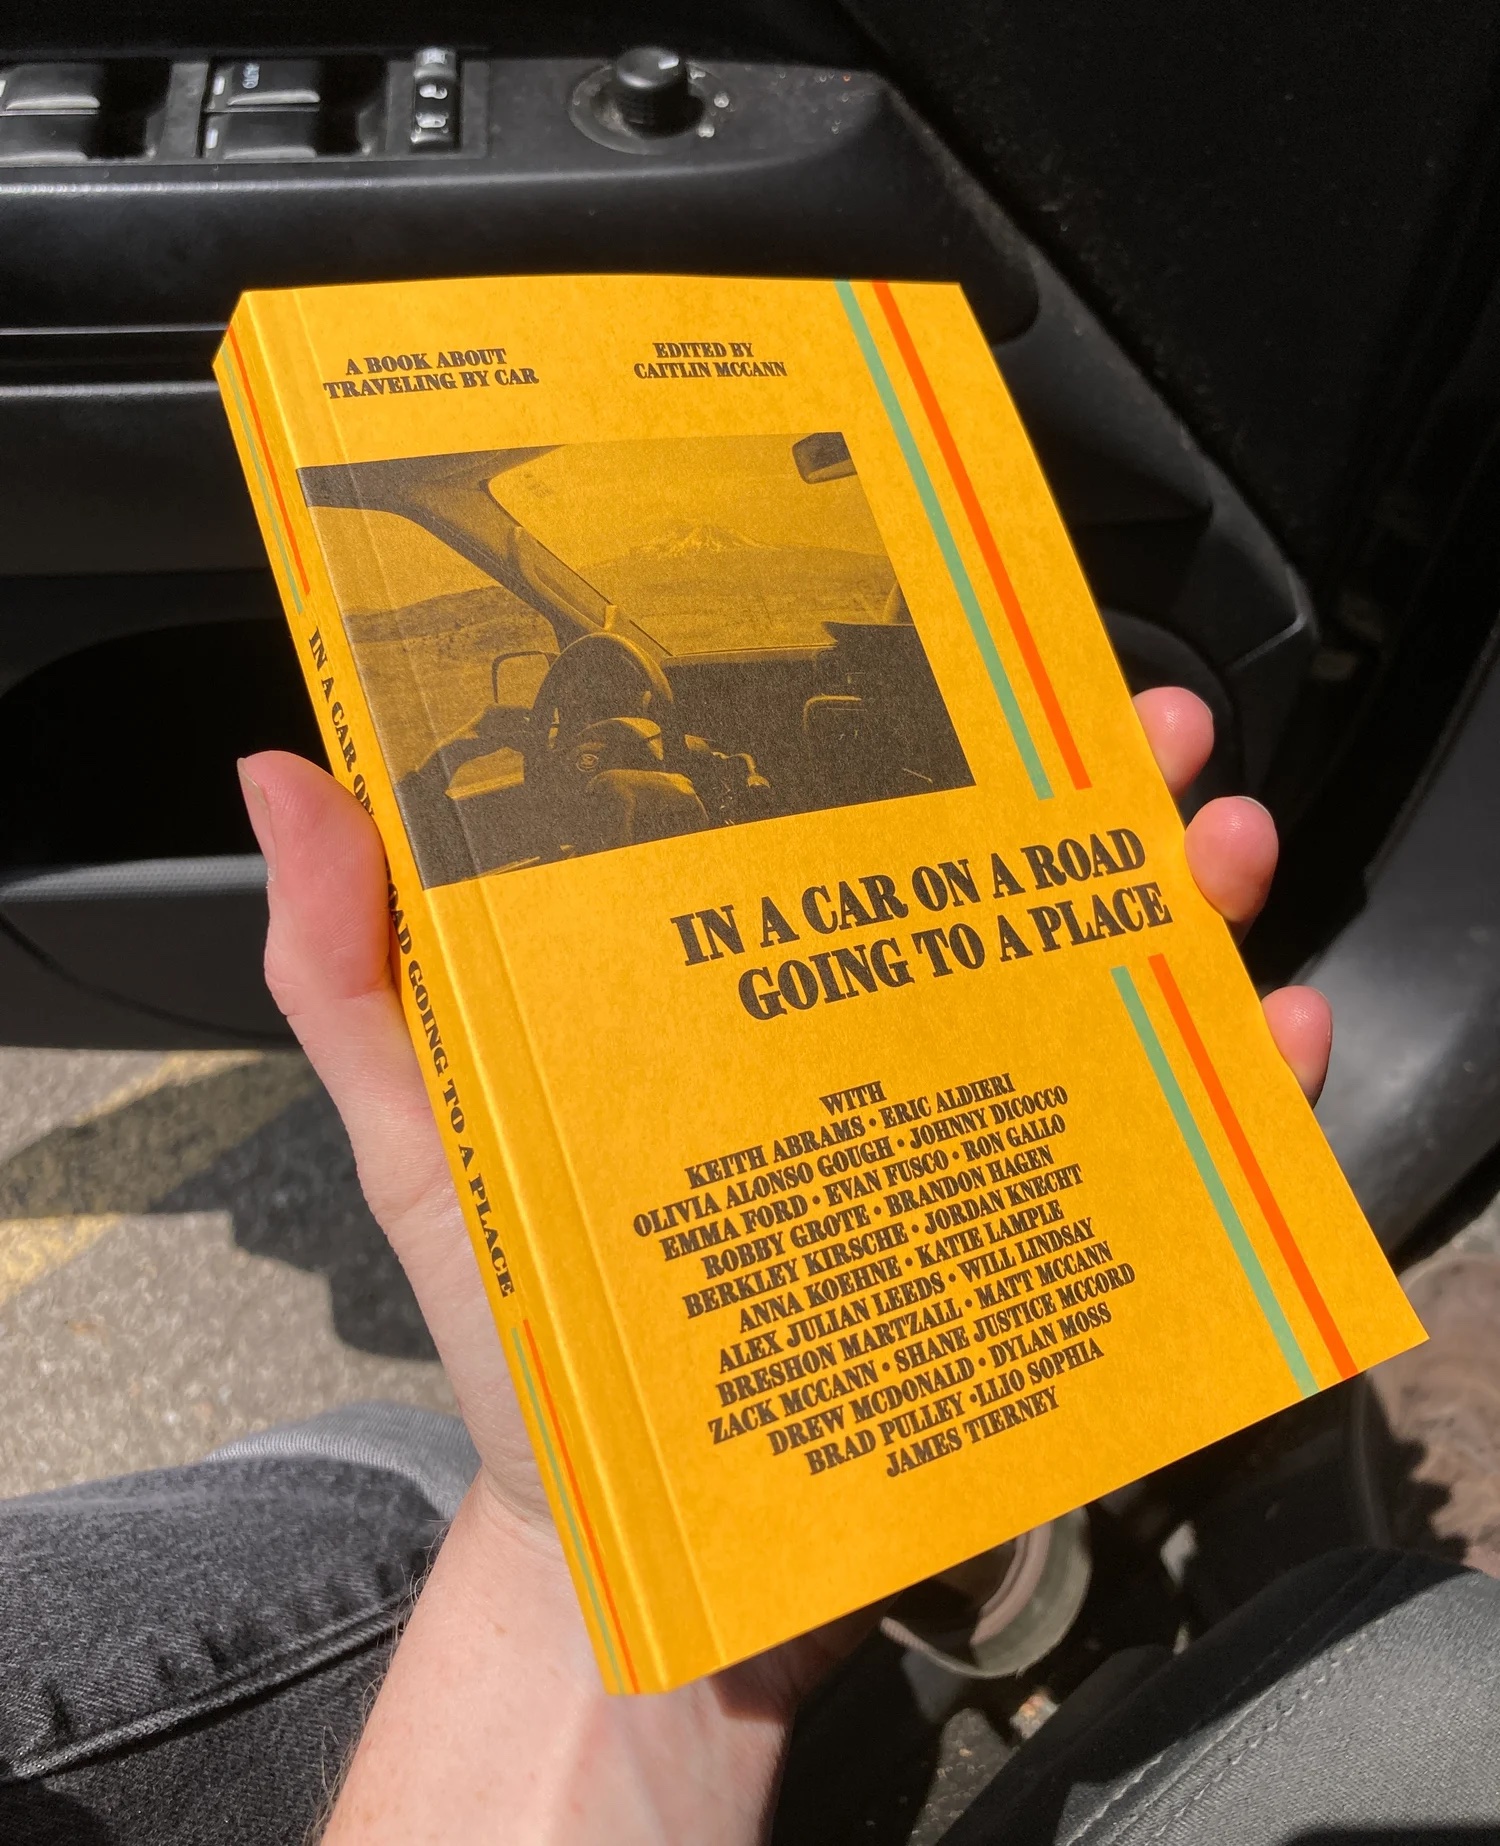 A BOOK ABOUT
TRAVELING BY CAR
EDITED BY
CAITLIN MCCANN
IN A CAR ON A ROAD
GOING TO A PLACE
WITH
KEITH ABRAMS • ERIC ALDIERI
OLIVIA ALONSO GOUGH • JOHNNY DICOCCO
EMMA FORD • EVAN FUSCO • RON GALLO
ROBBY GROTE • BRANDON HAGEN
BERKLEY KIRSCHE • JORDAN KNECHT
ANNA KOEHNE • KATIE LAMPLE
ALEX JULIAN LEEDS • WILL LINDSAY
BRESHON MARTZALL • MATT MCCANN
ZACK MCCANN • SHANE JUSTICE MCCORD
DREW MCDONALD • DYLAN MOSS
BRAD PULLEY •LLIO SOPHIA
JAMES TIERNEY
IN A CAR ON ROAD GOING TO A PLACE
AUTO